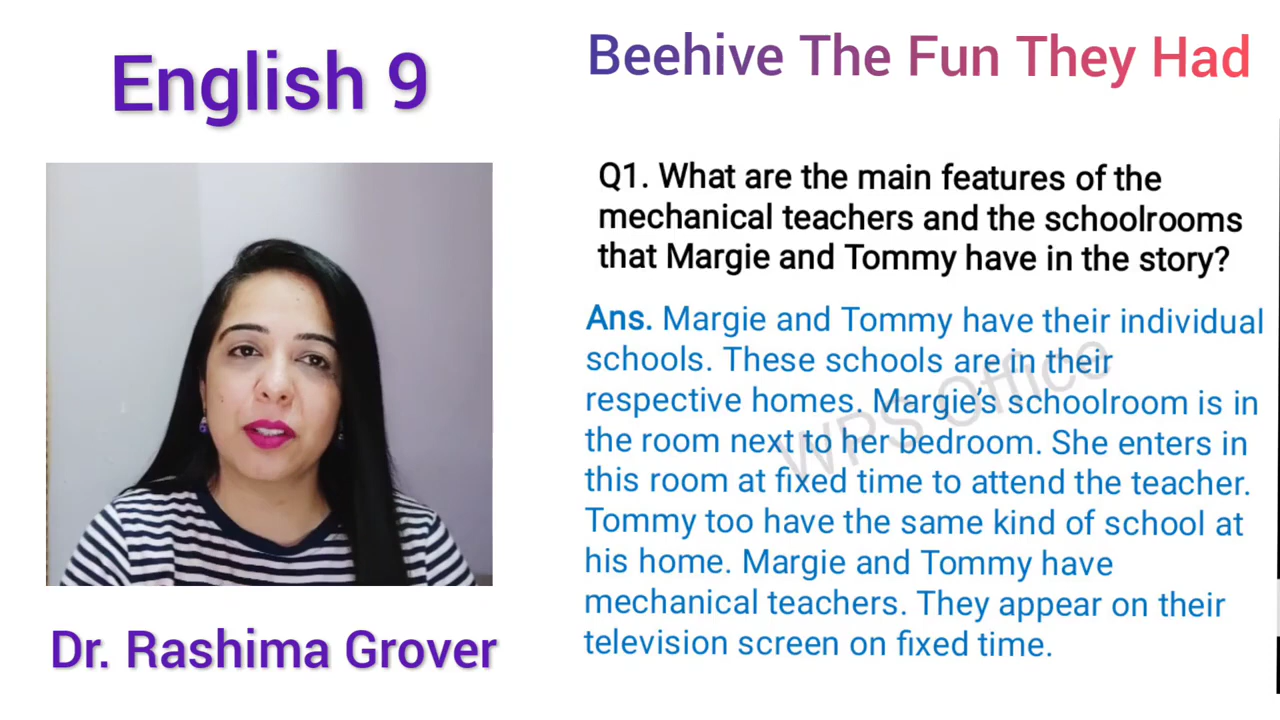 English 9
Beehive The Fun They Had
Q1. What are the main features of the
mechanical teachers and the schoolrooms
that Margie and Tommy have in the story?
Ans. Margie and Tommy have their individual
schools. These schools are in their
respective homes. Margie’s schoolroom is in
the room next to her bedroom. She enters in
this room at fixed time to attend the teacher.
Tommy too have the same kind of school at
his home. Margie and Tommy have
mechanical teachers. They appear on their
television screen on fixed time.
WPS Office
Dr. Rashima Grover